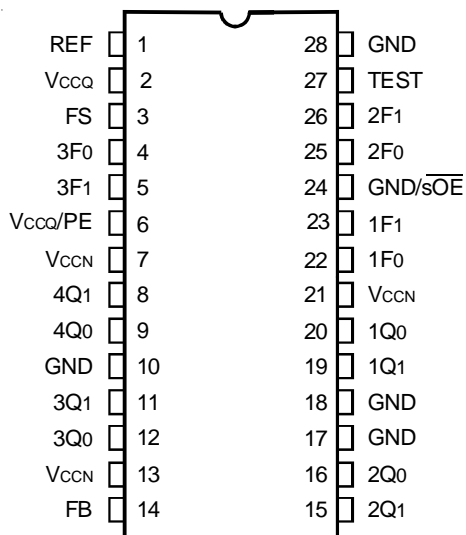 REF 1 28 GND
VCCQ 2 27 TEST
FS 3 26 2F1
3F0 4 25 2F0
3F1 5 24 GND/sOE
VCCQ/PE 6 23 1F1
VCCN 7 22 1F0
4Q1 8 21 VCCN
4Q0 9 20 1Q0
GND 10 19 1Q1
3Q1 11 18 GND
3Q0 12 17 GND
VCCN 13 16 2Q0
FB 14 15 2Q1